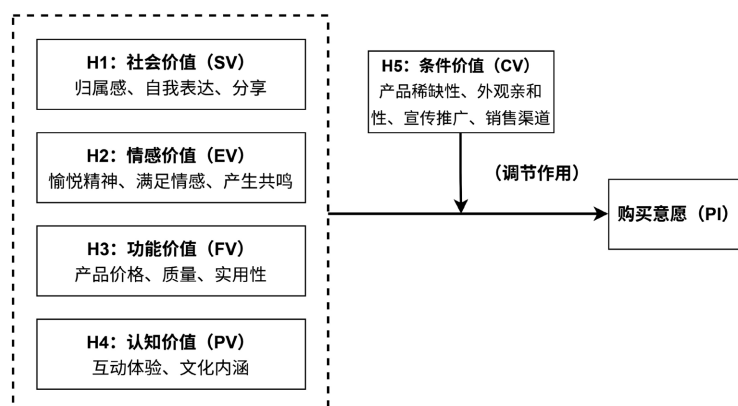 H1：社会价值（SV）
归属感、自我表达、分享
H2：情感价值（EV）
愉悦精神、满足情感、产生共鸣
H3：功能价值（FV）
产品价格、质量、实用性
H4：认知价值（PV）
互动体验、文化内涵
H5：条件价值（CV）
产品稀缺性、外观亲和
性、宣传推广、销售渠道
（调节作用）
购买意愿（PI）